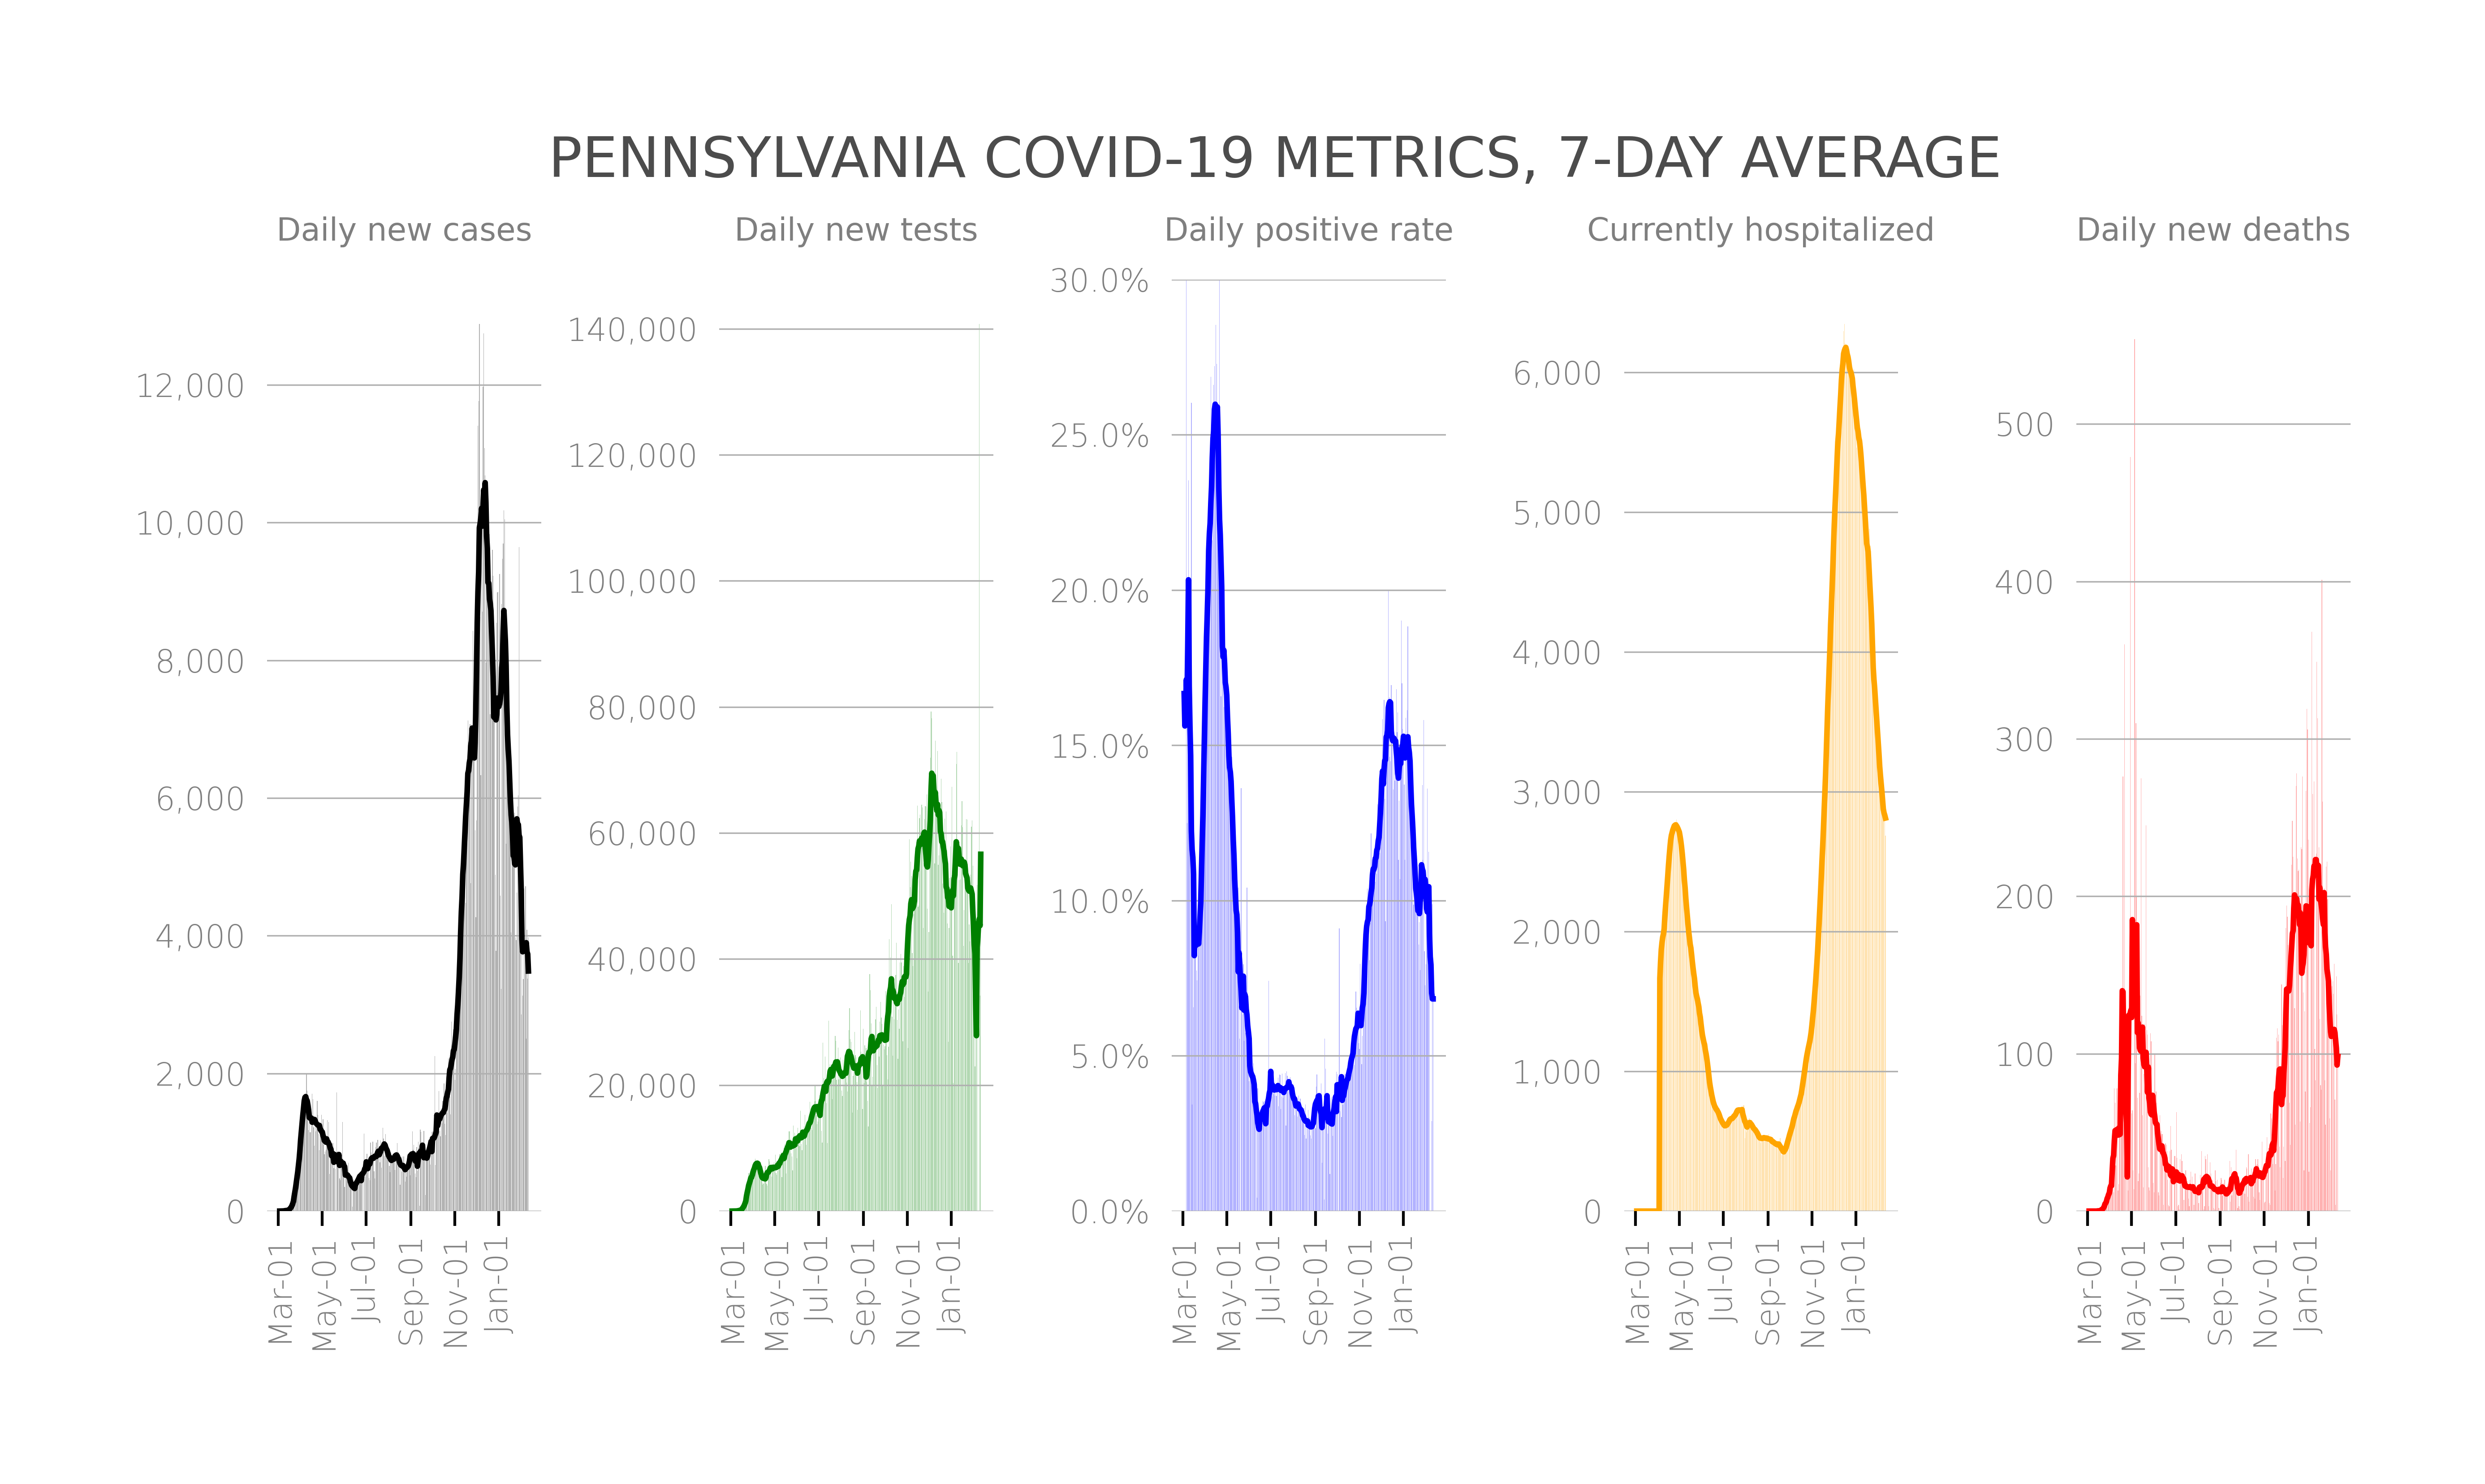 PENNSYLVANIA COVID-19 METRICS, 7-DAY AVERAGE
Daily new cases
12,000
10,000
8,000
6,000
4,000
2,000
0
Mar-01
May-01
Jul-01
Sep-01
Nov-01
Jan-01
Daily new tests
140,000
120,000
100,000
80,000
60,000
40,000
20,000
0
Mar-01
May-01
Jul-01
Sep-01
Nov-01
Jan-01
Daily positive rate
30.0%
25.0%
20.0%
15.0%
10.0%
5.0%
0.0%
Mar-01
May-01
Jul-01
Sep-01
Nov-01
Jan-01
Currently hospitalized
6,000
5,000
4,000
3,000
2,000
1,000
0
Mar-01
May-01
Jul-01
Sep-01
Nov-01
Jan-01
Daily new deaths
500
400
300
200
100
0
Mar-01
May-01
Jul-01
Sep-01
Nov-01
Jan-01